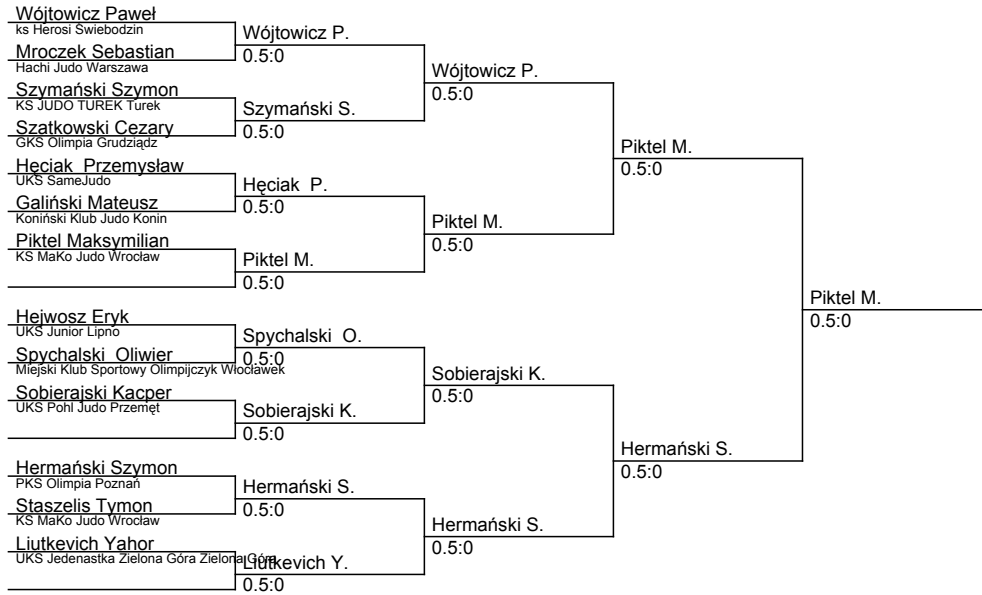 Wójtowicz Paweł
ks Herosi Świebodzin
Mroczek Sebastian
Hachi Judo Warszawa
Szymański Szymon
KS JUDO TUREK Turek
Szatkowski Cezary
GKS Olimpia Grudziądz
Hęciak  Przemysław
UKS SameJudo
Galiński Mateusz
Koniński Klub Judo Konin
Piktel Maksymilian
KS MaKo Judo Wrocław
Hejwosz Eryk
UKS Junior Lipno
Spychalski  Oliwier
Miejski Klub Sportowy Olimpijczyk Włocławek
Sobierajski Kacper
UKS Pohl Judo Przemęt
Hermański Szymon
PKS Olimpia Poznań
Staszelis Tymon
KS MaKo Judo Wrocław
Liutkevich Yahor
UKS Jedenastka Zielona Góra Zielona Góra
Wójtowicz P.
0.5:0
Szymański S.
0.5:0
Hęciak  P.
0.5:0
Piktel M.
0.5:0
Spychalski  O.
0.5:0
Sobierajski K.
0.5:0
Hermański S.
0.5:0
Liutkevich Y.
0.5:0
Wójtowicz P.
0.5:0
Piktel M.
0.5:0
Sobierajski K.
0.5:0
Hermański S.
0.5:0
Piktel M.
0.5:0
Hermański S.
0.5:0
Piktel M.
0.5:0